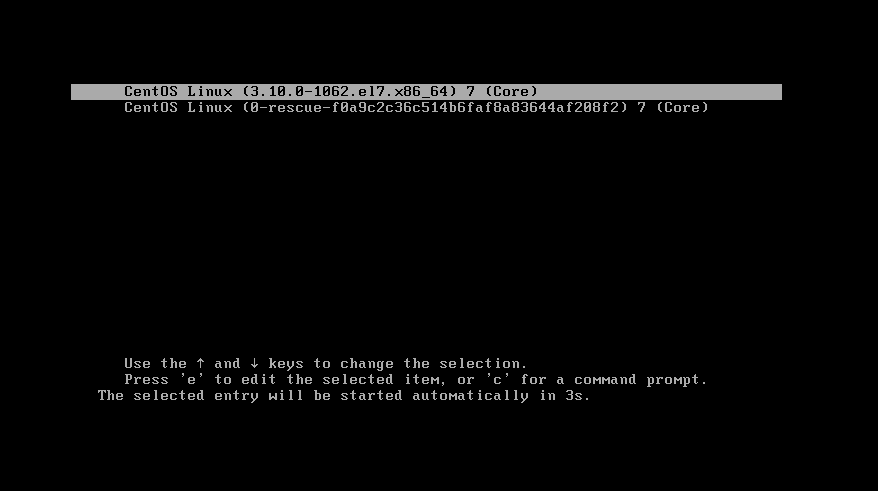 CentOS Linux (3.10.0-1062.el7.x86_64) 7 (Core)
CentOS Linux (0-rescue-f0a9c2c36c514b6faf8a83644af208f2) 7 (Core)
Use the ↑ and ↓ keys to change the selection.
Press 'e' to edit the selected item, or 'c' for a command prompt.
The selected entry will be started automatically in 3s.